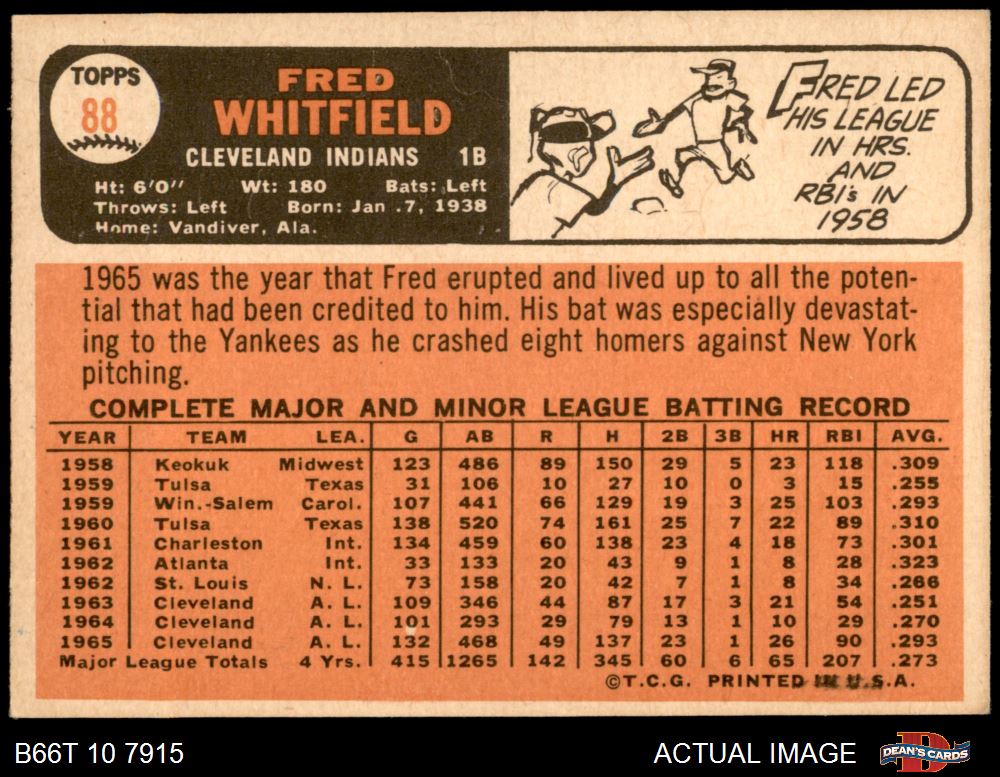 TOPPS
88
FRED
WHITFIELD
CLEVELAND INDIANS 1B
Ht: 6'0" Wt: 180 Bats: Left
Throws: Left Born: Jan .7, 1938
Home: Vandiver, Ala.
FRED LED
HIS LEAGUE
IN HRS.
AND
RBI's IN
1958
1965 was the year that Fred erupted and lived up to all the poten-
tial that had been credited to him. His bat was especially devastat-
ing to the Yankees as he crashed eight homers against New York
pitching.
COMPLETE MAJOR AND MINOR LEAGUE BATTING RECORD
YEAR TEAM LEA. G AB R H 2B 3B HR RBI AVG.
1958 Keokuk Midwest 123 486 89 150 29 5 23 118 .309
1959 Tulsa Texas 31 106 10 27 10 0 3 15 .255
1959 Win.-Salem Carol. 107 441 66 129 19 3 25 103 .293
1960 Tulsa Texas 138 520 74 161 25 7 22 89 .310
1961 Charleston Int. 134 459 60 138 23 4 18 73 .301
1962 Atlanta Int. 33 133 20 43 9 1 8 28 .323
1962 St. Louis N. L. 73 158 20 42 7 1 8 34 .266
1963 Cleveland A. L. 109 346 44 87 17 3 21 54 .251
1964 Cleveland A. L. 101 293 29 79 13 1 10 29 .270
1965 Cleveland A. L. 132 468 49 137 23 1 26 90 .293
Major League Totals 4 Yrs. 415 1265 142 345 60 6 65 207 .273
©T.C.G. PRINTED IN U.S.A.
B66T 10 7915 ACTUAL IMAGE DEAN'S CARDS